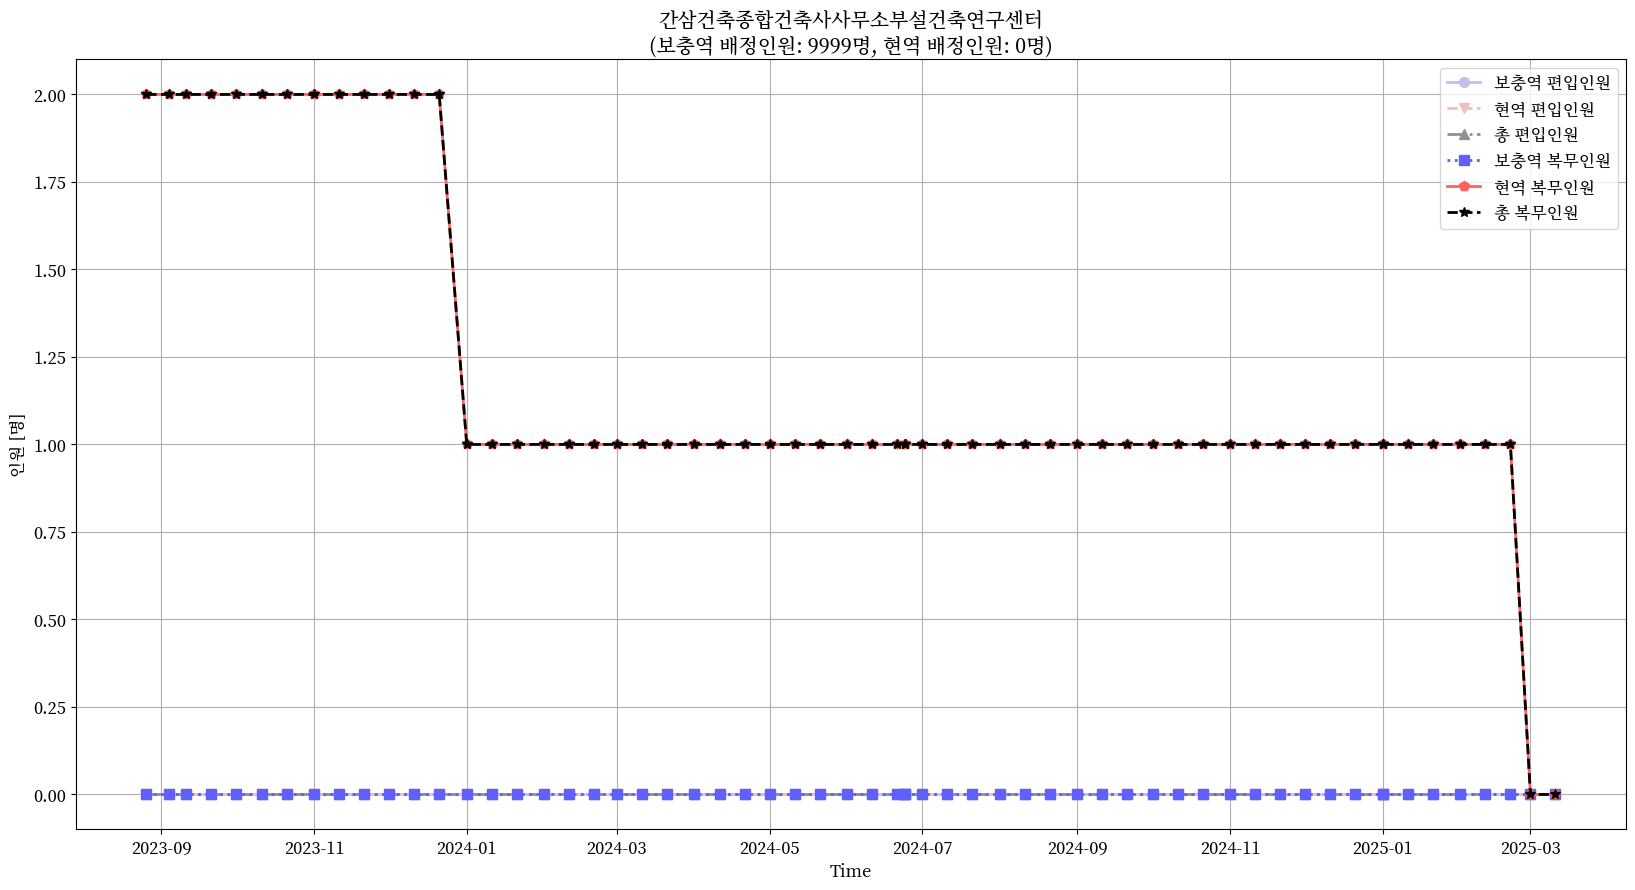 간삼건축종합건축사사무소부설건축연구센터
(보충역 배정인원: 9999명, 현역 배정인원: 0명)
보충역 편입인원
현역 편입인원
총 편입인원
보충역 복무인원
현역 복무인원
총 복무인원
인원 [명]
2.00
1.75
1.50
1.25
1.00
0.75
0.50
0.25
0.00
2023-09
2023-11
2024-01
2024-03
2024-05
2024-07
2024-09
2024-11
2025-01
2025-03
Time